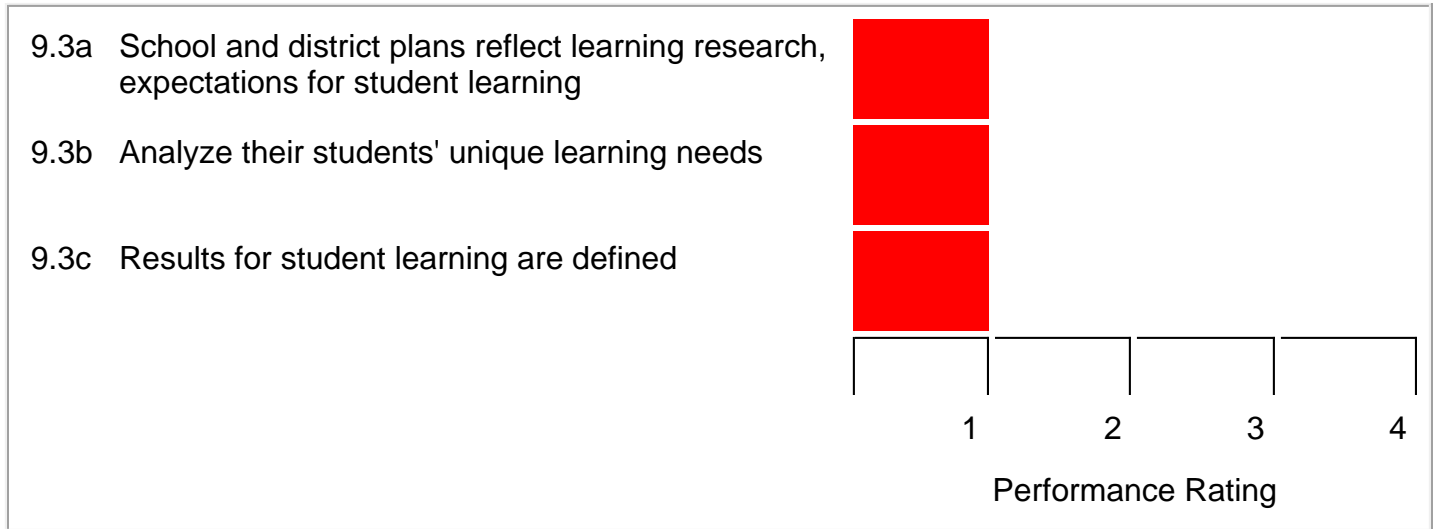 9.3a School and district plans reflect learning research,
expectations for student learning
9.3b Analyze their students' unique learning needs
9.3c Results for student learning are defined
1 2 3 4
Performance Rating